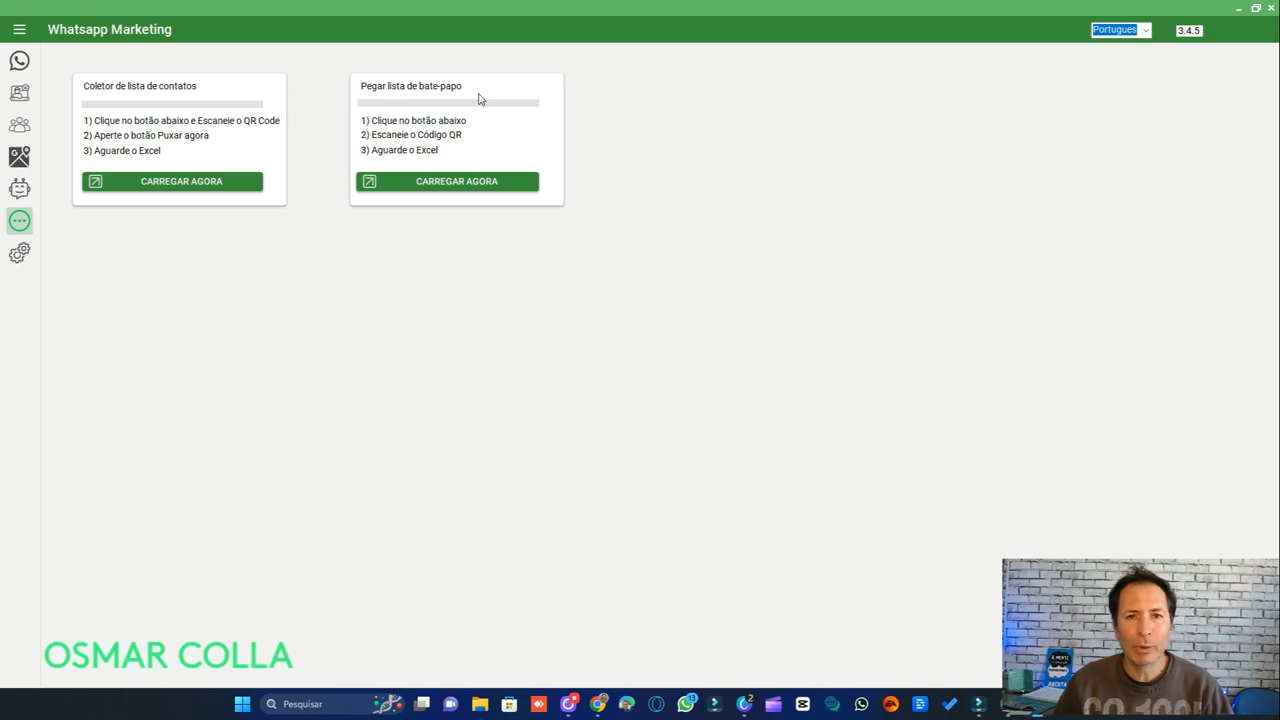 Whatsapp Marketing
Portugues
3.4.5
Coletor de lista de contatos
1) Clique no botão abaixo e Escaneie o QR Code
2) Aperte o botão Puxar agora
3) Aguarde o Excel
CARREGAR AGORA
Pegar lista de bate-papo
1) Clique no botão abaixo
2) Escaneie o Código QR
3) Aguarde o Excel
CARREGAR AGORA
OSMAR COLLA
Pesquisar